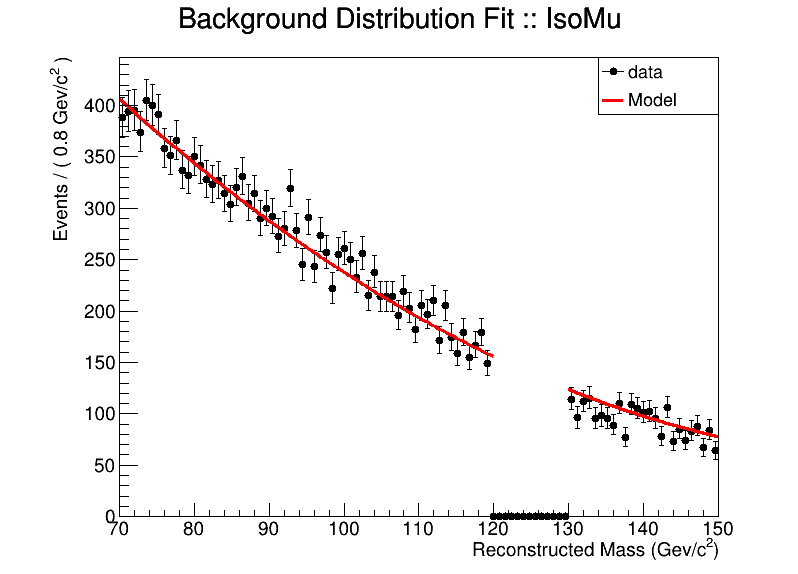 Background Distribution Fit :: IsoMu
data
Model
Events / ( 0.8 Gev/c² )
400
350
300
250
200
150
100
50
0
70 80 90 100 110 120 130 140 150
Reconstructed Mass (Gev/c²)